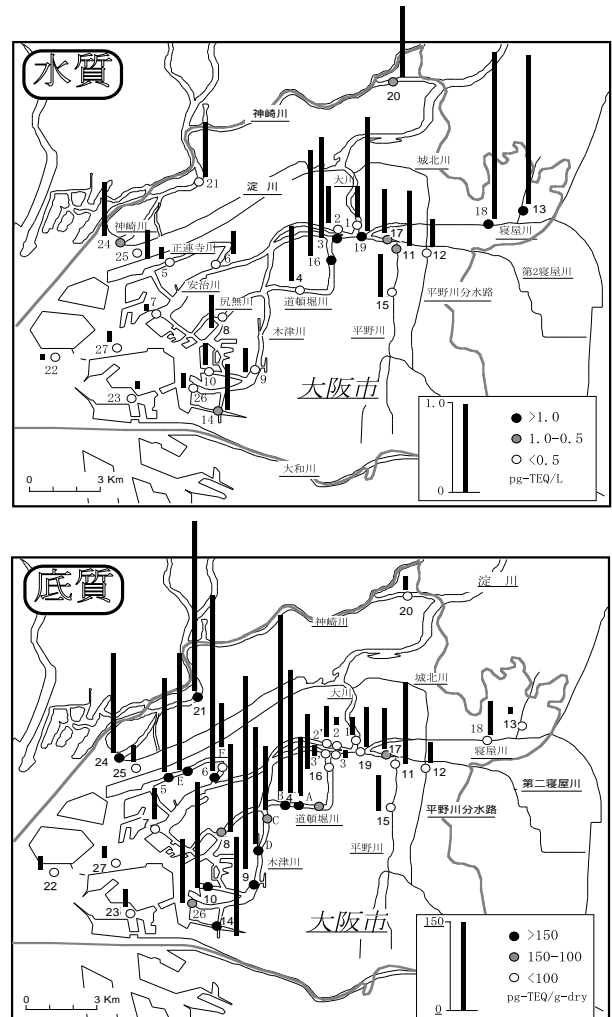 水質
20
神崎川
21
淀川
大川
城北川
18
13
寝屋川
24
神崎川
25
正連寺川
5
6
3
2
1
16
19
17
11
12
第2寝屋川
安治川
4
道頓堀川
平野川分水路
7
尻無川
8
15
27
木津川
平野川
22
10
9
23
26
大阪市
14
1.0
0
>1.0
1.0-0.5
<0.5
pg-TEQ/L
0 3 Km
大和川
底質
淀川
20
神崎川
城北川
大川
21
18
13
寝屋川
24
25
5
E
6
F
2'
2
1
3'
3
16
19
17
11
12
第二寝屋川
4
A
道頓堀川
平野川分水路
7
8
C
15
D
27
木津川
平野川
22
10
9
23
26
14
大阪市
150
0
>150
150-100
<100
pg-TEQ/g-dry
0 3 Km